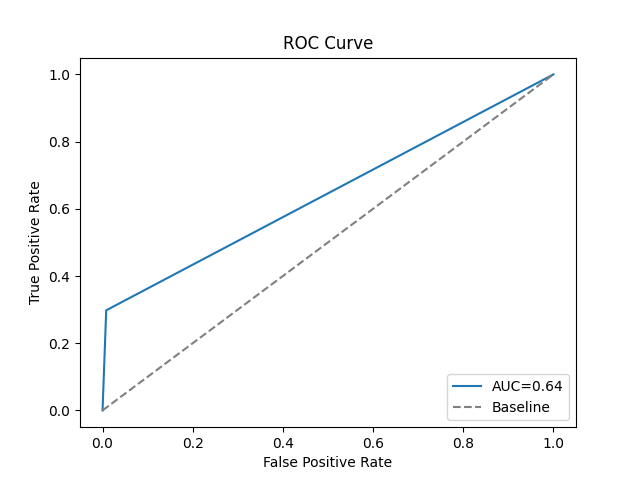 ROC Curve
True Positive Rate
1.0
0.8
0.6
0.4
0.2
0.0
AUC=0.64
Baseline
0.0 0.2 0.4 0.6 0.8 1.0
False Positive Rate